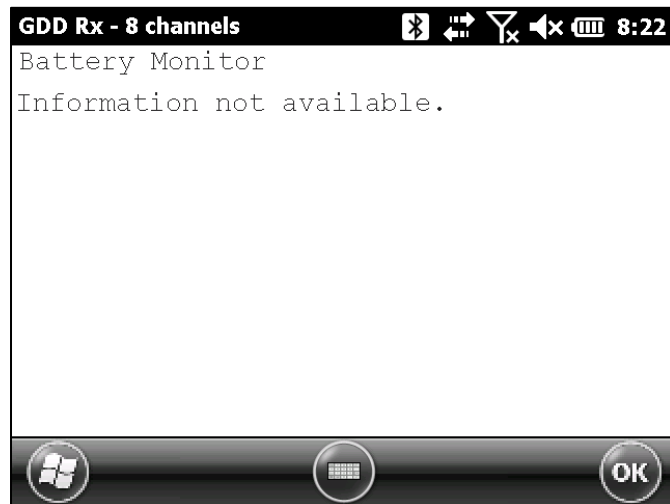 GDD Rx - 8 channels 8:22
Battery Monitor
Information not available.
OK